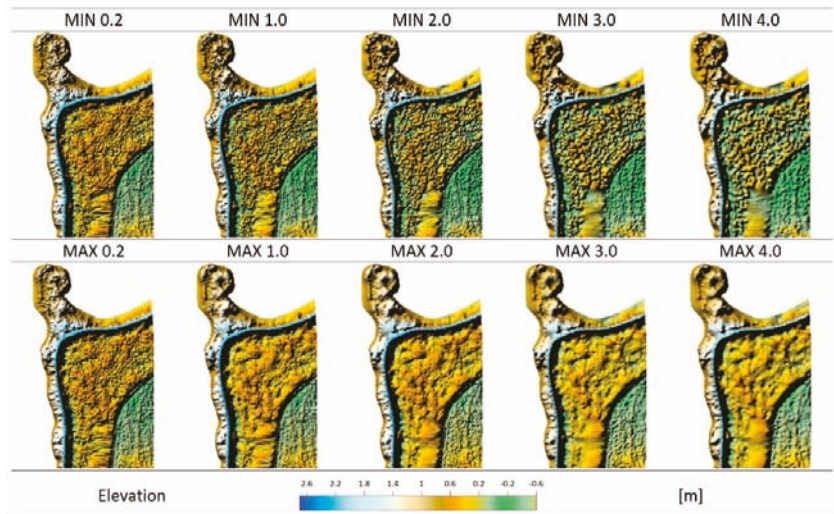 MIN 0.2 MIN 1.0 MIN 2.0 MIN 3.0 MIN 4.0
MAX 0.2 MAX 1.0 MAX 2.0 MAX 3.0 MAX 4.0
2.6 2.2 1.8 1.4 1 0.6 0.2 -0.2 -0.6
Elevation [m]